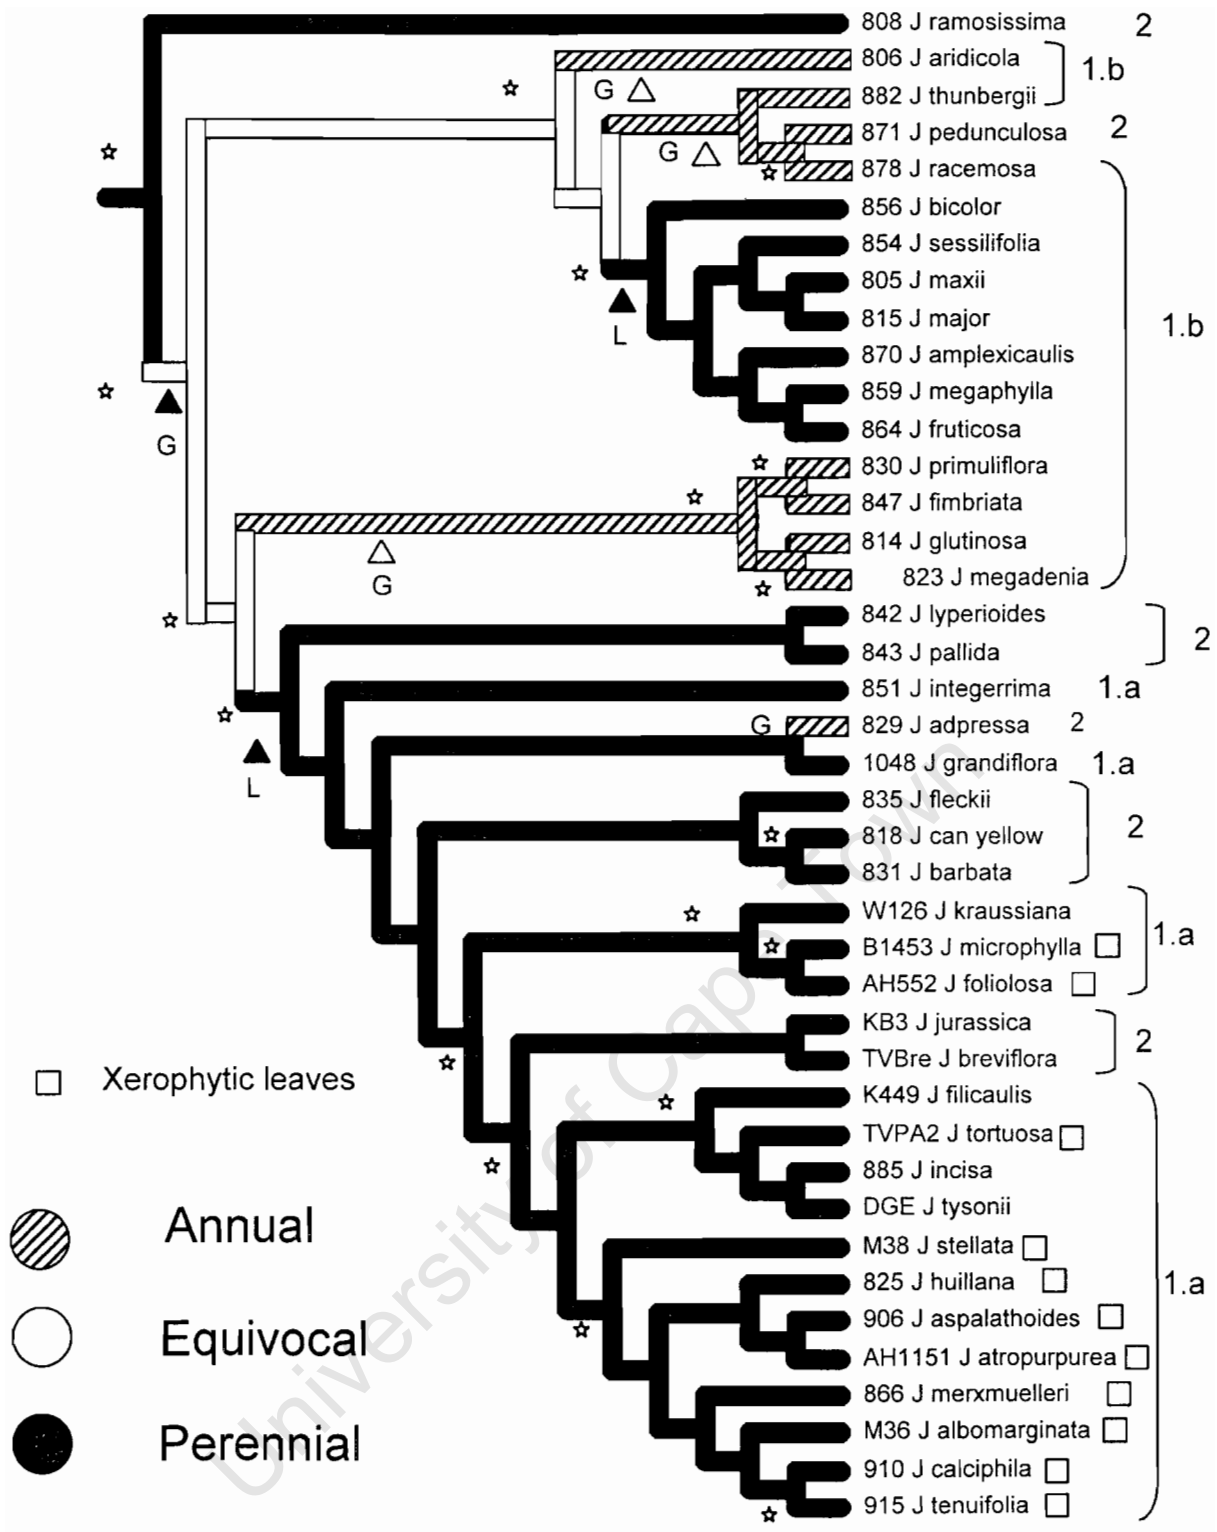 808 J ramosissima 2
806 J aridicola
1.b
G
882 J thunbergii
871 J pedunculosa 2
G
878 J racemosa
856 J bicolor
854 J sessilifolia
805 J maxii
815 J major
1.b
L
870 J amplexicaulis
859 J megaphylla
864 J fruticosa
G
830 J primuliflora
847 J fimbriata
814 J glutinosa
823 J megadenia
G
842 J lyperioides
2
843 J pallida
851 J integerrima 1.a
G 829 J adpressa 2
1048 J grandiflora 1.a
L
835 J fleckii
818 J can yellow 2
831 J barbata
W126 J kraussiana
1.a
B1453 J microphylla
AH552 J foliolosa
KB3 J jurassica
2
TVBre J breviflora
Xerophytic leaves
K449 J filicaulis
TVPA2 J tortuosa
885 J incisa
DGE J tysonii
Annual
M38 J stellata
825 J huillana 1.a
906 J aspalathoides
Equivocal
AH1151 J atropurpurea
866 J merxmuelleri
M36 J albomarginata
Perennial
910 J calciphila
915 J tenuifolia
University of Cape Town